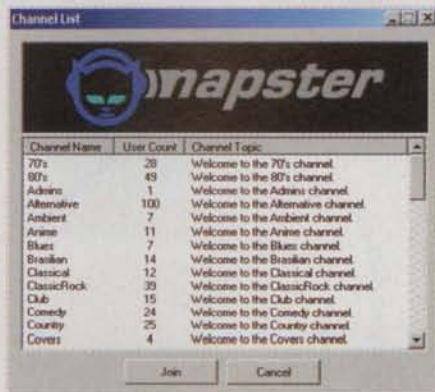 Channel List
napster
Channel Name User Count Channel Topic
70's 28 Welcome to the 70's channel.
80's 49 Welcome to the 80's channel.
Admins 1 Welcome to the Admins channel.
Alternative 100 Welcome to the Alternative channel.
Ambient 7 Welcome to the Ambient channel.
Anime 11 Welcome to the Anime channel.
Blues 7 Welcome to the Blues channel.
Brasilian 14 Welcome to the Brasilian channel.
Classical 12 Welcome to the Classical channel.
ClassicRock 39 Welcome to the ClassicRock channel.
Club 15 Welcome to the Club channel.
Comedy 24 Welcome to the Comedy channel.
Country 25 Welcome to the Country channel.
Covers 4 Welcome to the Covers channel.
Join Cancel